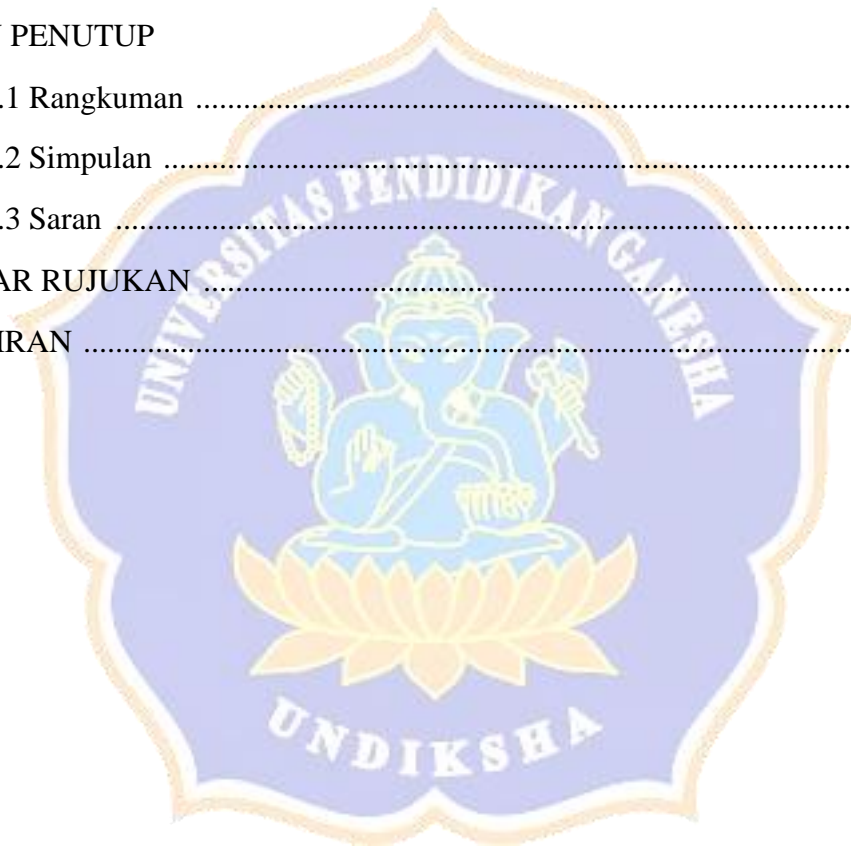 PENUTUP
.1 Rangkuman ........................................................................................
.2 Simpulan ............................................................................................
.3 Saran ..................................................................................................
AR RUJUKAN .......................................................................................
IRAN ......................................................................................................
UNIVERSITAS PENDIDIKAN GANESHA
UNDIKSHA